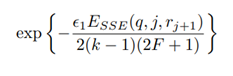 exp { − ϵ₁E_{SSE}(q, j, r_{j+1}) / 2(k − 1)(2F + 1) }